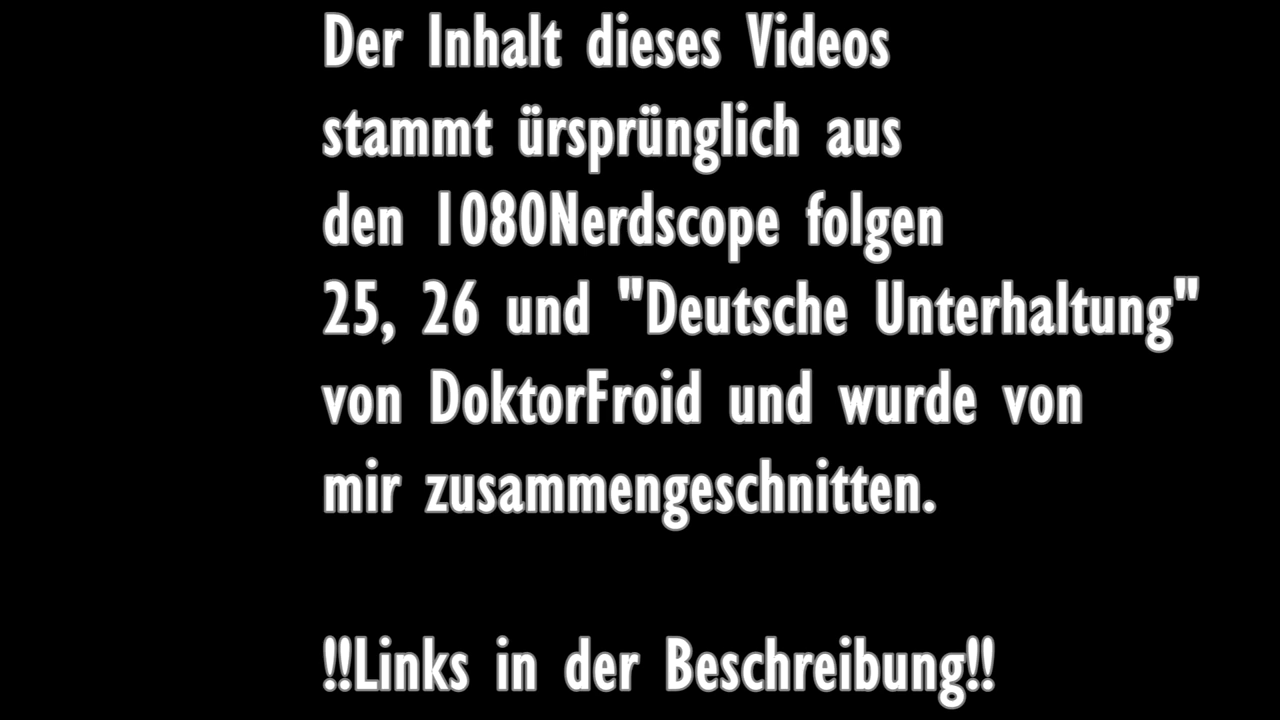 Der Inhalt dieses Videos
stammt ürsprünglich aus
den 1080Nerdscope folgen
25, 26 und "Deutsche Unterhaltung"
von DoktorFroid und wurde von
mir zusammengeschnitten.
!!Links in der Beschreibung!!